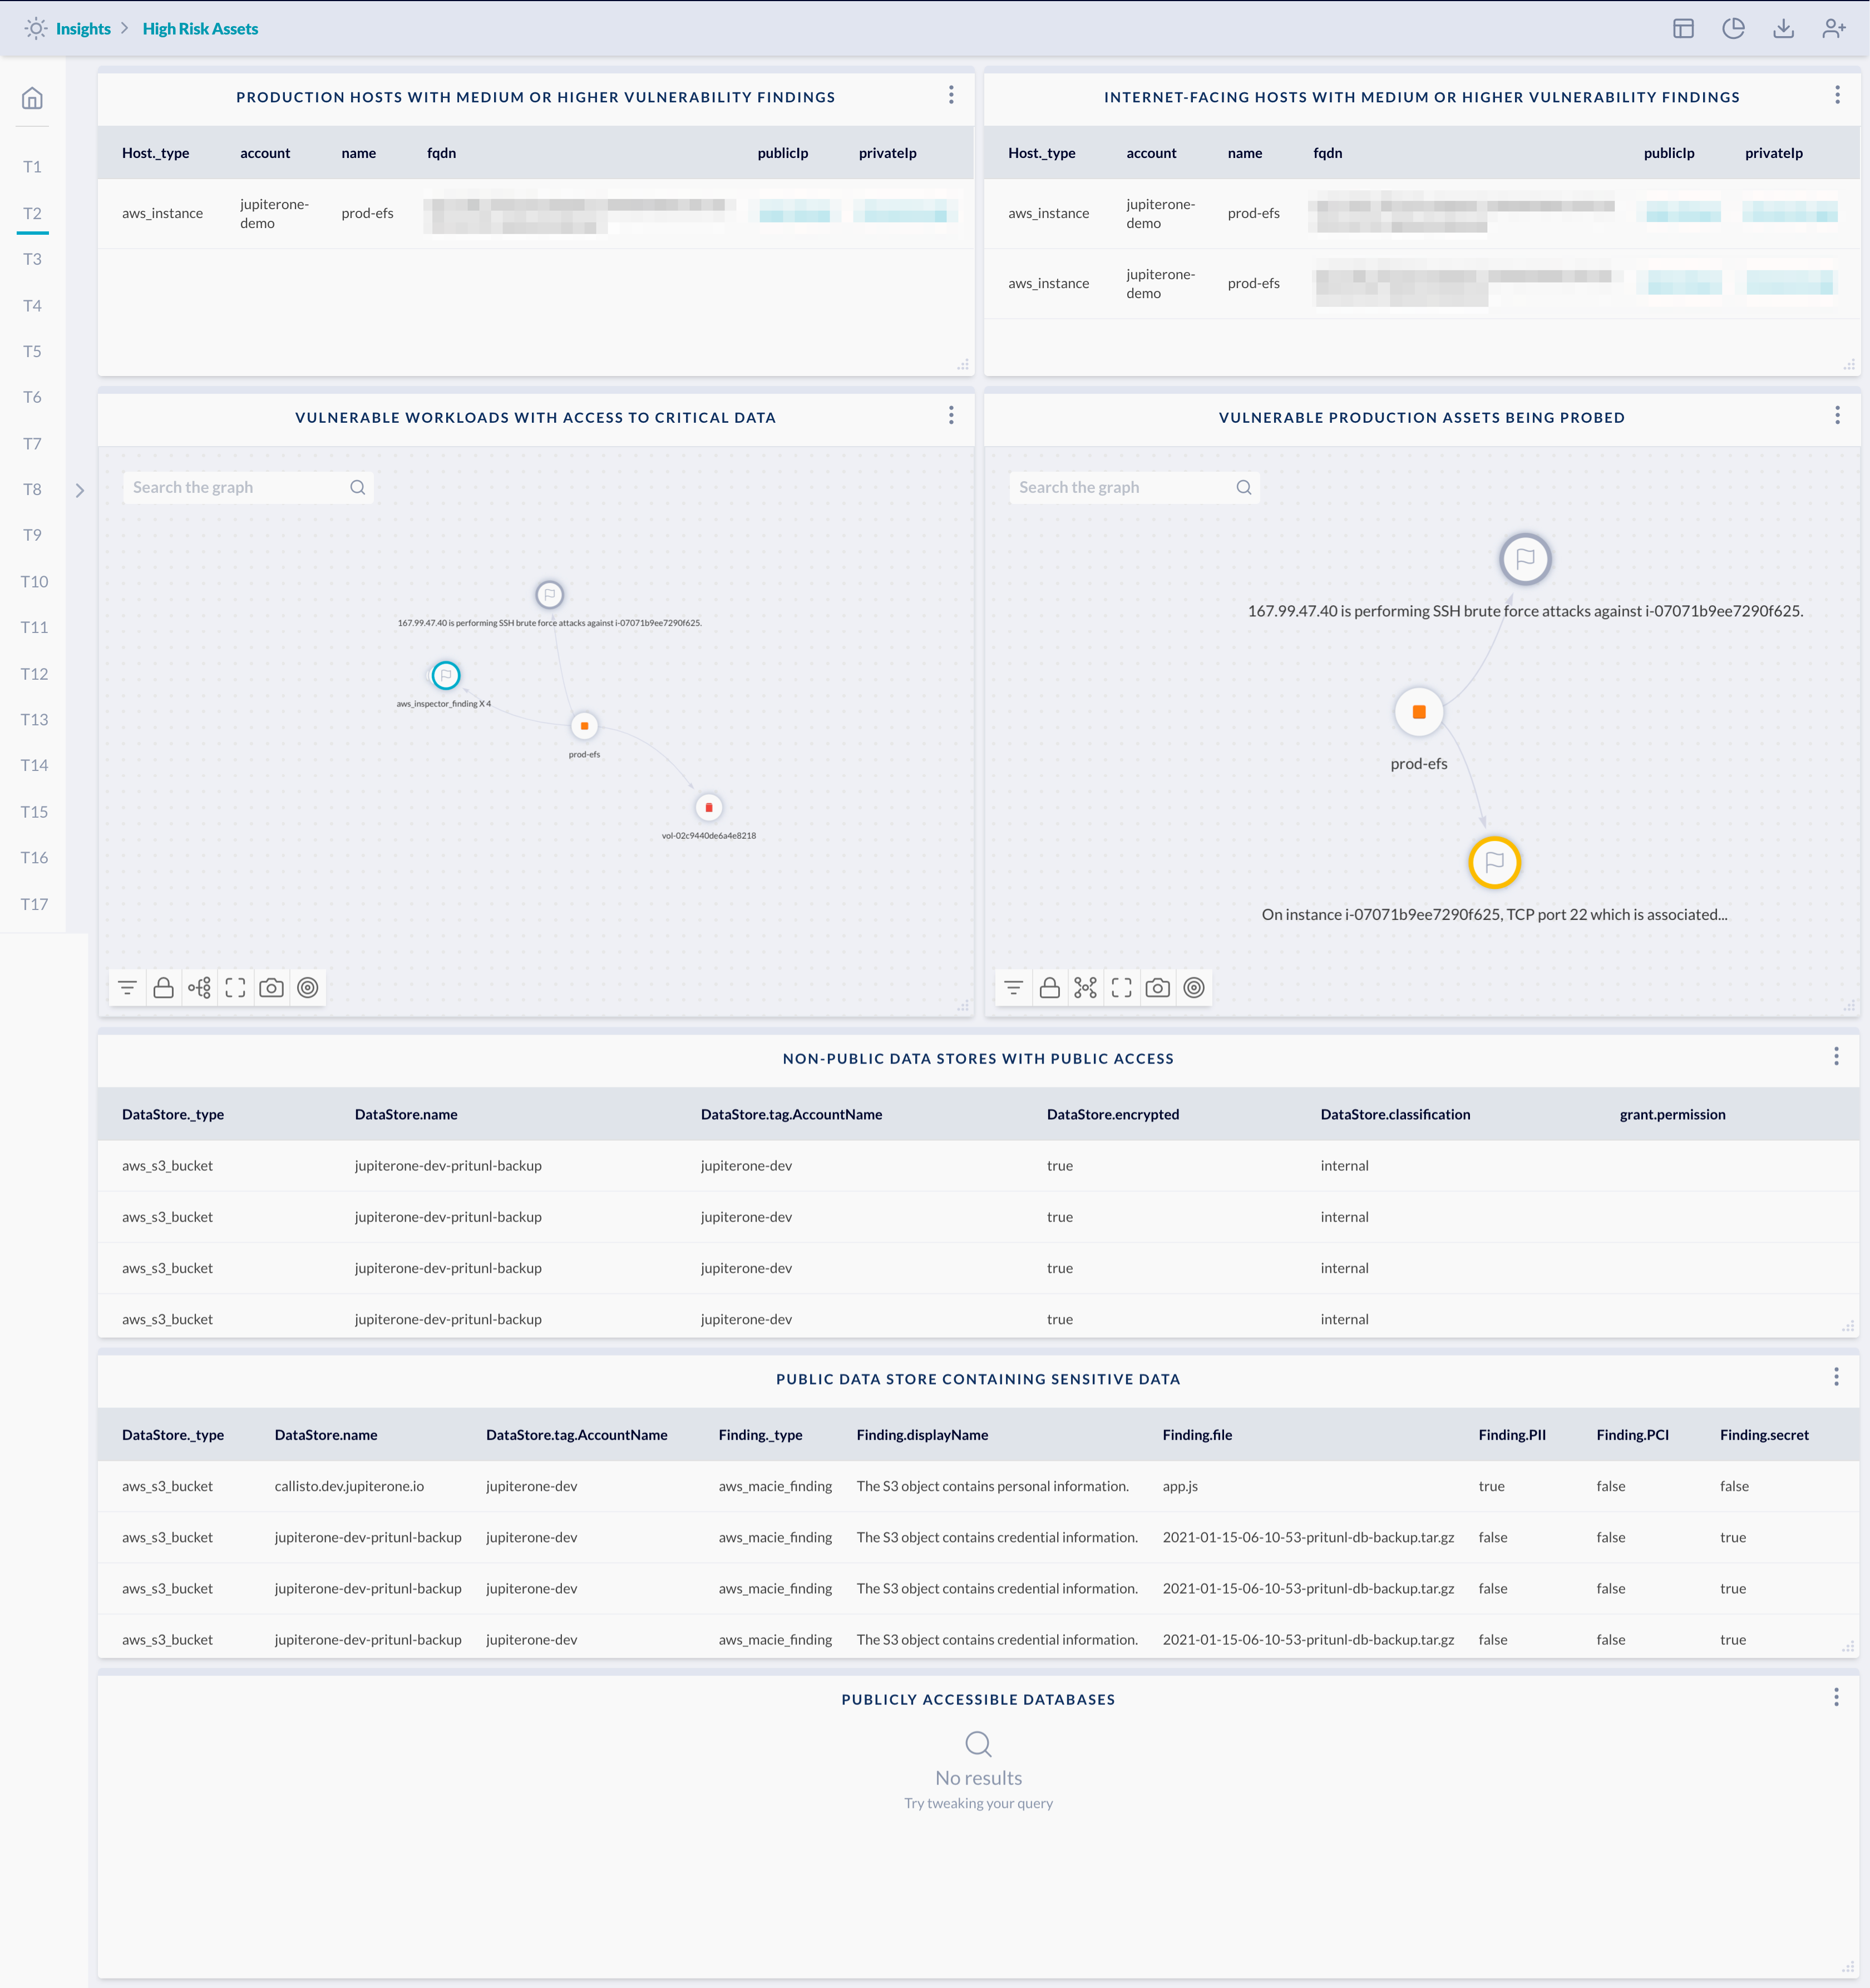 Insights > High Risk Assets
T1
T2
T3
T4
T5
T6
T7
T8
T9
T10
T11
T12
T13
T14
T15
T16
T17
PRODUCTION HOSTS WITH MEDIUM OR HIGHER VULNERABILITY FINDINGS
Host._type account name fqdn publicIp privateIp
aws_instance jupiterone-
demo prod-efs
INTERNET-FACING HOSTS WITH MEDIUM OR HIGHER VULNERABILITY FINDINGS
Host._type account name fqdn publicIp privateIp
aws_instance jupiterone-
demo prod-efs
aws_instance jupiterone-
demo prod-efs
VULNERABLE WORKLOADS WITH ACCESS TO CRITICAL DATA
Search the graph
167.99.47.40 is performing SSH brute force attacks against i-07071b9ee7290f625.
aws_inspector_finding X 4
prod-efs
vol-02c9440de6a4e8218
VULNERABLE PRODUCTION ASSETS BEING PROBED
Search the graph
167.99.47.40 is performing SSH brute force attacks against i-07071b9ee7290f625.
prod-efs
On instance i-07071b9ee7290f625, TCP port 22 which is associated...
NON-PUBLIC DATA STORES WITH PUBLIC ACCESS
DataStore._type DataStore.name DataStore.tag.AccountName DataStore.encrypted DataStore.classification grant.permission
aws_s3_bucket jupiterone-dev-pritunl-backup jupiterone-dev true internal
aws_s3_bucket jupiterone-dev-pritunl-backup jupiterone-dev true internal
aws_s3_bucket jupiterone-dev-pritunl-backup jupiterone-dev true internal
aws_s3_bucket jupiterone-dev-pritunl-backup jupiterone-dev true internal
PUBLIC DATA STORE CONTAINING SENSITIVE DATA
DataStore._type DataStore.name DataStore.tag.AccountName Finding._type Finding.displayName Finding.file Finding.PII Finding.PCI Finding.secret
aws_s3_bucket callisto.dev.jupiterone.io jupiterone-dev aws_macie_finding The S3 object contains personal information. app.js true false false
aws_s3_bucket jupiterone-dev-pritunl-backup jupiterone-dev aws_macie_finding The S3 object contains credential information. 2021-01-15-06-10-53-pritunl-db-backup.tar.gz false false true
aws_s3_bucket jupiterone-dev-pritunl-backup jupiterone-dev aws_macie_finding The S3 object contains credential information. 2021-01-15-06-10-53-pritunl-db-backup.tar.gz false false true
aws_s3_bucket jupiterone-dev-pritunl-backup jupiterone-dev aws_macie_finding The S3 object contains credential information. 2021-01-15-06-10-53-pritunl-db-backup.tar.gz false false true
PUBLICLY ACCESSIBLE DATABASES
No results
Try tweaking your query